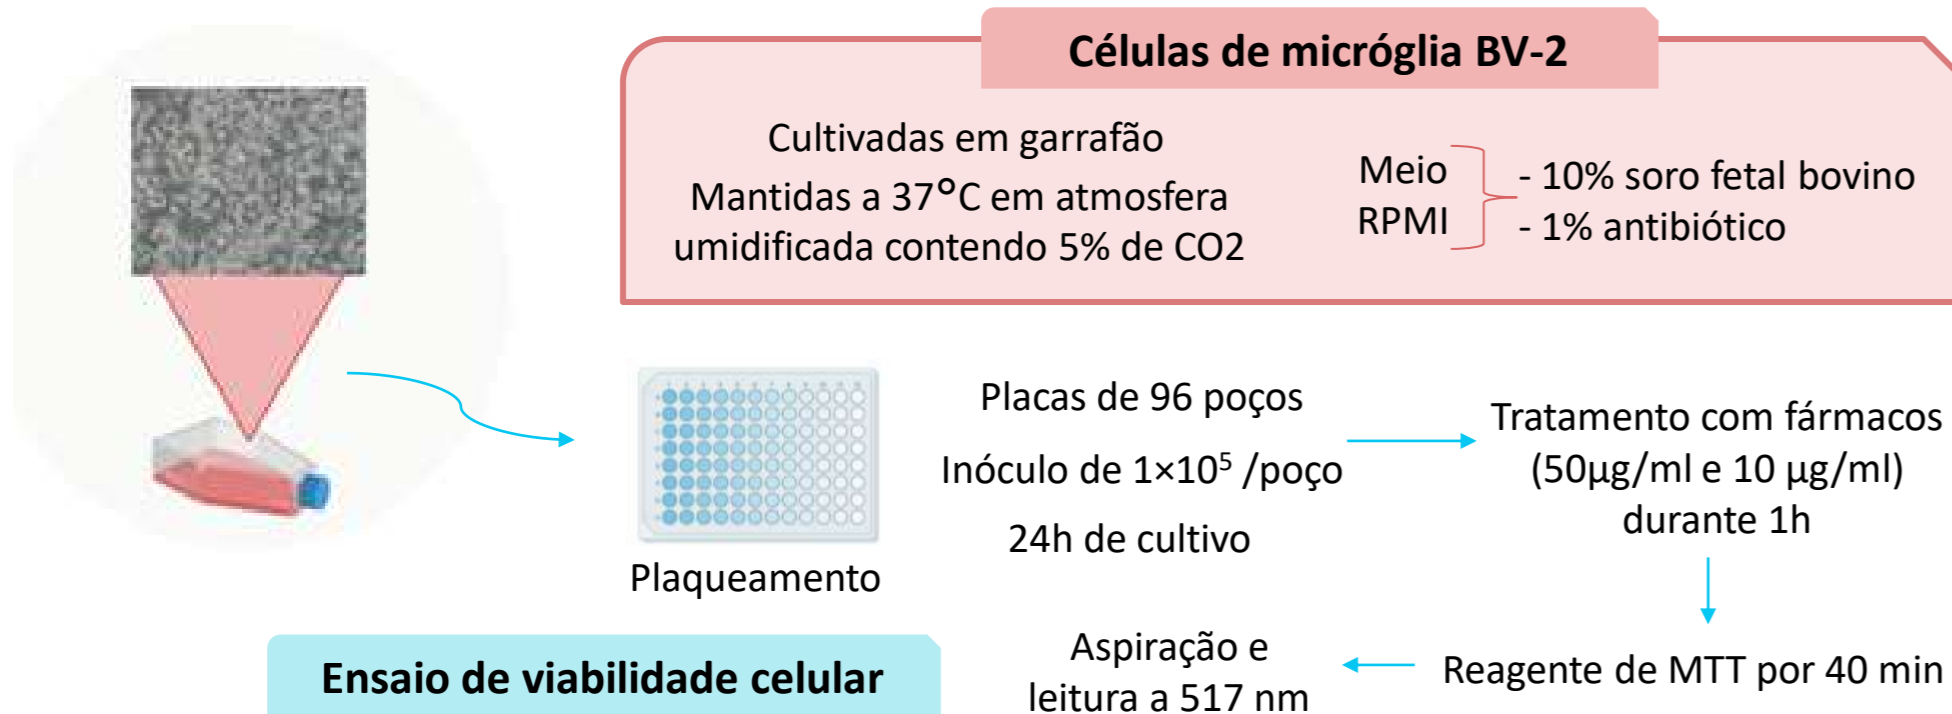 Células de micróglia BV-2
Cultivadas em garrafão
Mantidas a 37°C em atmosfera
umidificada contendo 5% de CO2
Meio
RPMI
- 10% soro fetal bovino
- 1% antibiótico
Plaqueamento
Placas de 96 poços
Inóculo de 1×10⁵ /poço
24h de cultivo
Tratamento com fármacos
(50µg/ml e 10 µg/ml)
durante 1h
Reagente de MTT por 40 min
Aspiração e
leitura a 517 nm
Ensaio de viabilidade celular